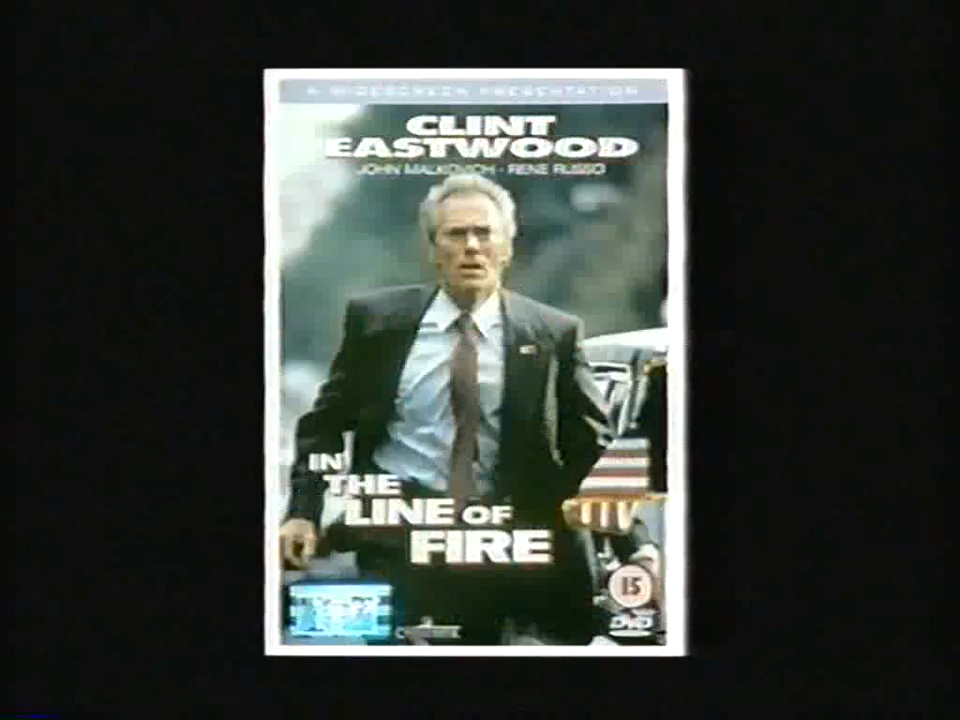 A WIDESCREEN PRESENTATION
CLINT
EASTWOOD
JOHN MALKOVICH · RENE RUSSO
IN
THE
LINE OF
FIRE
15
DVD